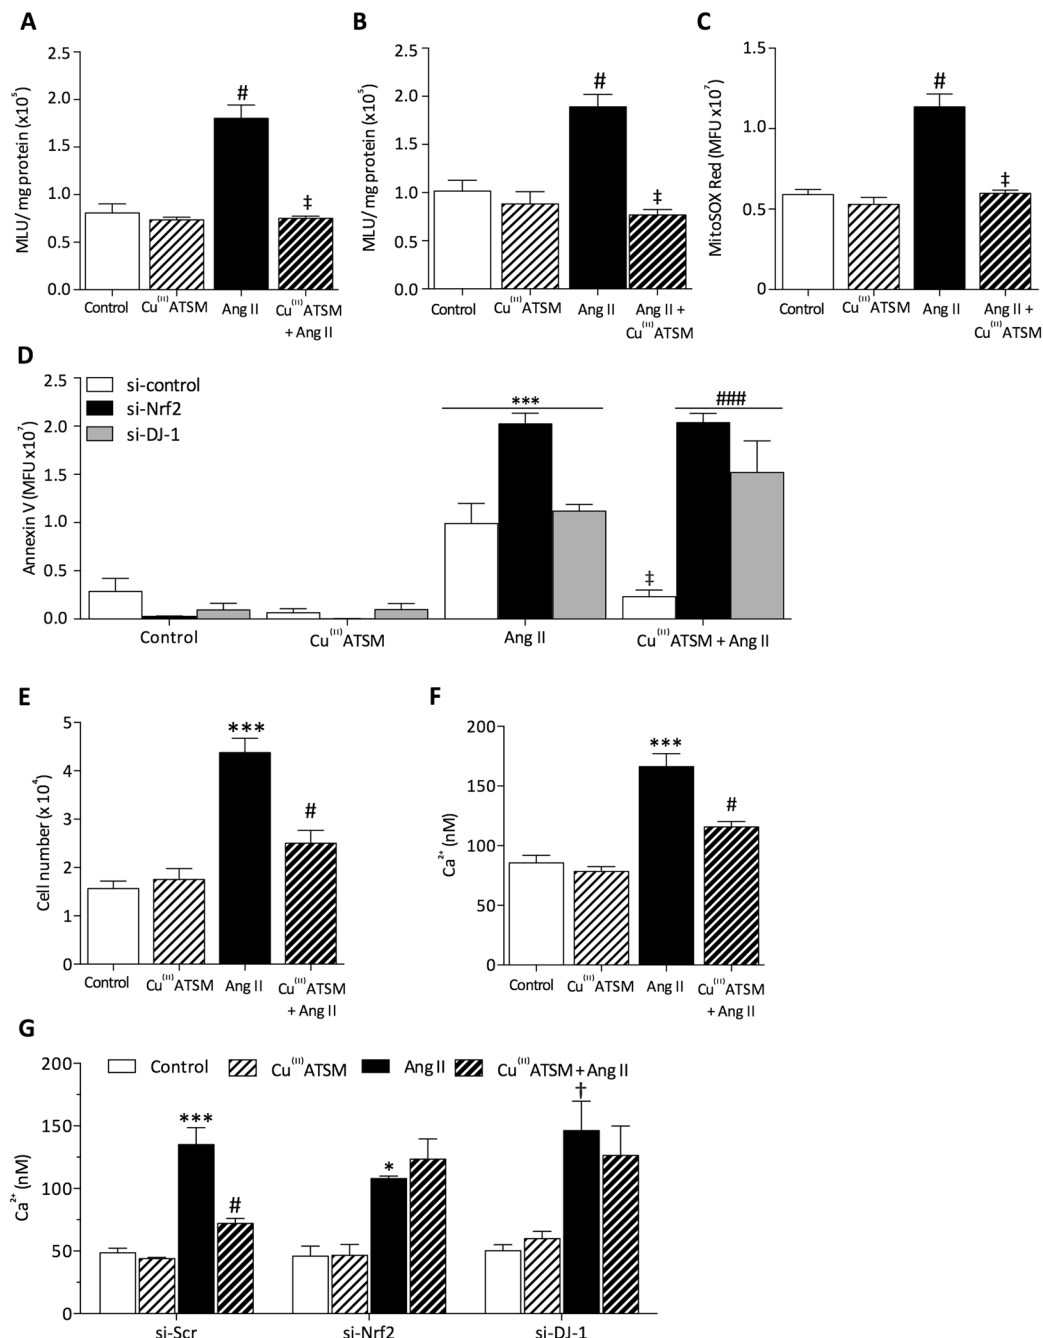 A
MLU/ mg protein (x10⁵)
2.5
2.0
1.5
1.0
0.5
0.0
#
‡
Control
Cu⁽ᴵᴵ⁾ATSM
Ang II
Cu⁽ᴵᴵ⁾ATSM
+ Ang II
B
MLU/ mg protein (x10⁵)
2.5
2.0
1.5
1.0
0.5
0.0
#
‡
Control
Cu⁽ᴵᴵ⁾ATSM
Ang II
Ang II +
Cu⁽ᴵᴵ⁾ATSM
C
MitoSOX Red (MFU x10⁷)
1.5
1.0
0.5
0
#
‡
Control
Cu⁽ᴵᴵ⁾ATSM
Ang II
Ang II +
Cu⁽ᴵᴵ⁾ATSM
D
Annexin V (MFU x10⁷)
2.5
2.0
1.5
1.0
0.5
0.0
si-control
si-Nrf2
si-DJ-1
***
###
‡
Control
Cu⁽ᴵᴵ⁾ATSM
Ang II
Cu⁽ᴵᴵ⁾ATSM + Ang II
E
Cell number (x 10⁴)
5
4
3
2
1
0
***
#
Control
Cu⁽ᴵᴵ⁾ATSM
Ang II
Cu⁽ᴵᴵ⁾ATSM
+ Ang II
F
Ca²⁺ (nM)
200
150
100
50
0
***
#
Control
Cu⁽ᴵᴵ⁾ATSM
Ang II
Cu⁽ᴵᴵ⁾ATSM
+ Ang II
G
Ca²⁺ (nM)
200
150
100
50
0
Control
Cu⁽ᴵᴵ⁾ATSM
Ang II
Cu⁽ᴵᴵ⁾ATSM + Ang II
***
#
*
†
si-Scr
si-Nrf2
si-DJ-1